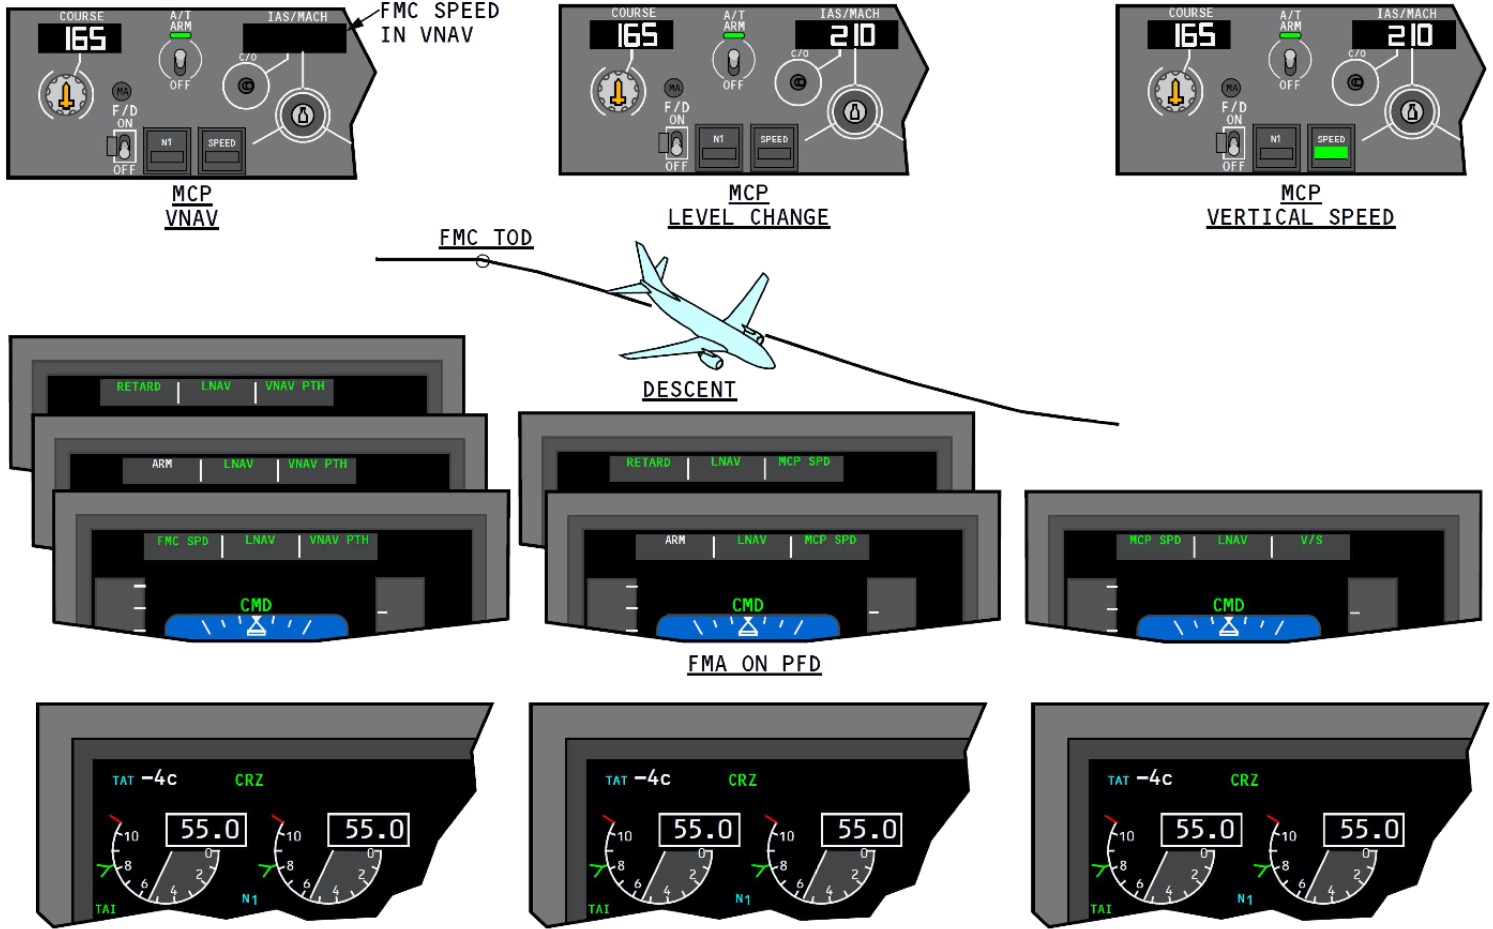 COURSE
165
A/T
ARM
OFF
IAS/MACH
C/O
MA
F/D
ON
OFF
N1
SPEED
FMC SPEED
IN VNAV
MCP
VNAV
COURSE
165
A/T
ARM
OFF
IAS/MACH
210
C/O
MA
F/D
ON
OFF
N1
SPEED
MCP
LEVEL CHANGE
COURSE
165
A/T
ARM
OFF
IAS/MACH
210
C/O
MA
F/D
ON
OFF
N1
SPEED
MCP
VERTICAL SPEED
FMC TOD
DESCENT
RETARD LNAV VNAV PTH
ARM LNAV VNAV PTH
FMC SPD LNAV VNAV PTH
CMD
RETARD LNAV MCP SPD
ARM LNAV MCP SPD
CMD
MCP SPD LNAV V/S
CMD
FMA ON PFD
TAT -4c CRZ
55.0 55.0
10 8 6 4 2 0
10 8 6 4 2 0
TAI N1
TAT -4c CRZ
55.0 55.0
10 8 6 4 2 0
10 8 6 4 2 0
TAI N1
TAT -4c CRZ
55.0 55.0
10 8 6 4 2 0
10 8 6 4 2 0
TAI N1